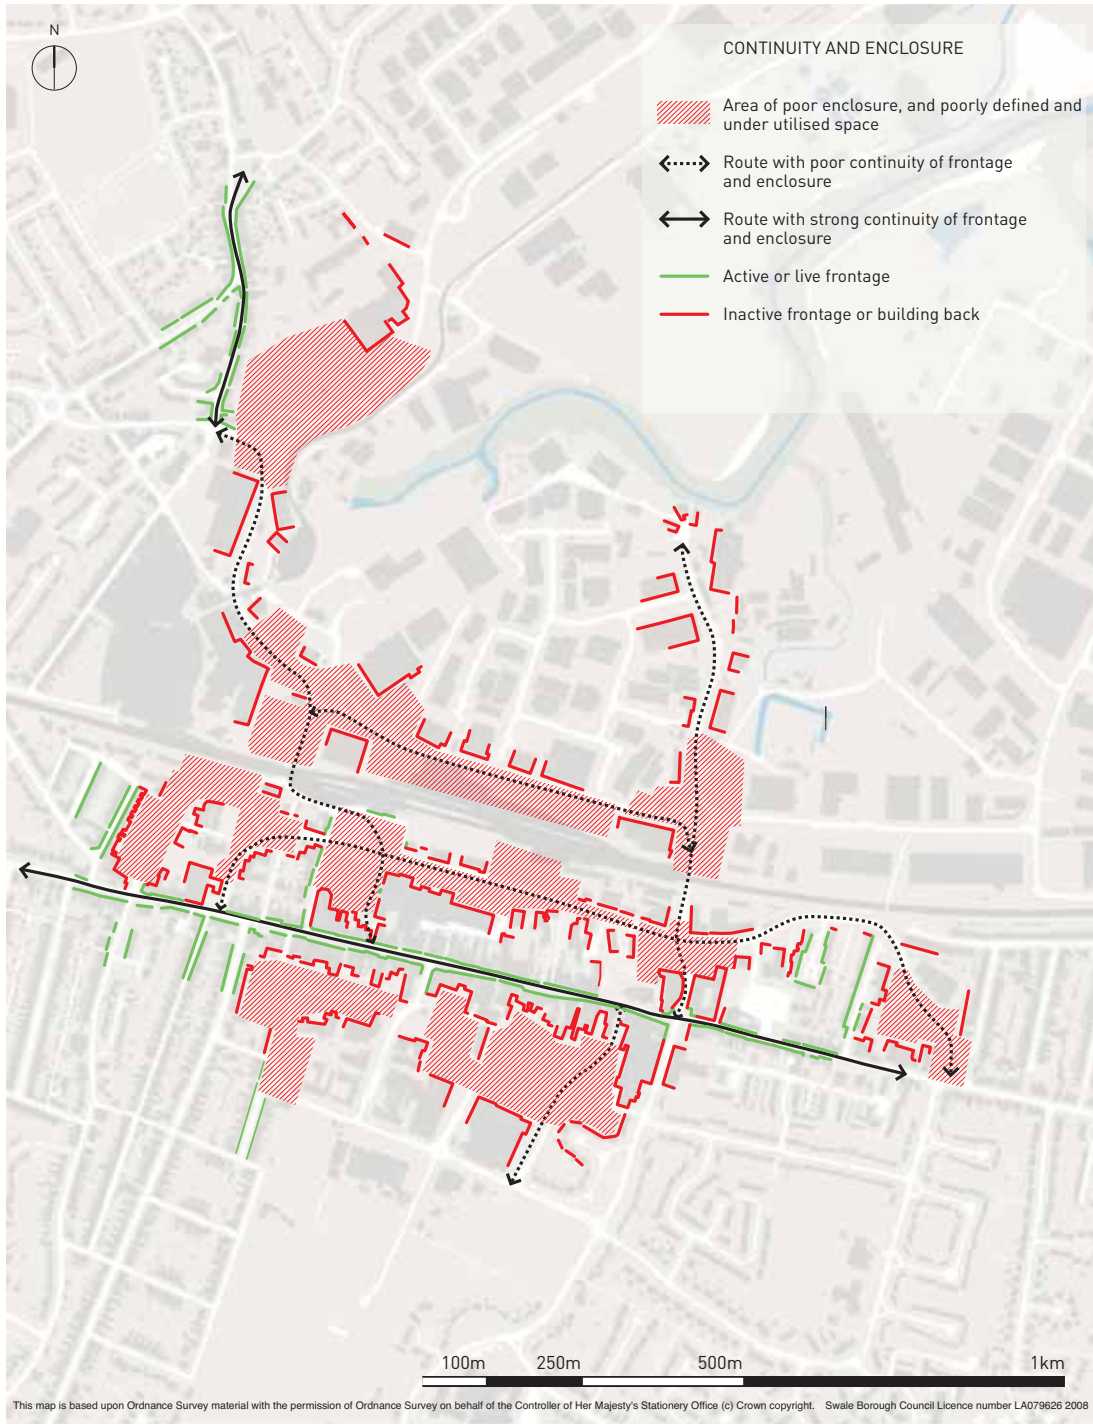 N
CONTINUITY AND ENCLOSURE
Area of poor enclosure, and poorly defined and
under utilised space
Route with poor continuity of frontage
and enclosure
Route with strong continuity of frontage
and enclosure
Active or live frontage
Inactive frontage or building back
100m 250m 500m 1km
This map is based upon Ordnance Survey material with the permission of Ordnance Survey on behalf of the Controller of Her Majesty's Stationery Office (c) Crown copyright. Swale Borough Council Licence number LA079626 2008